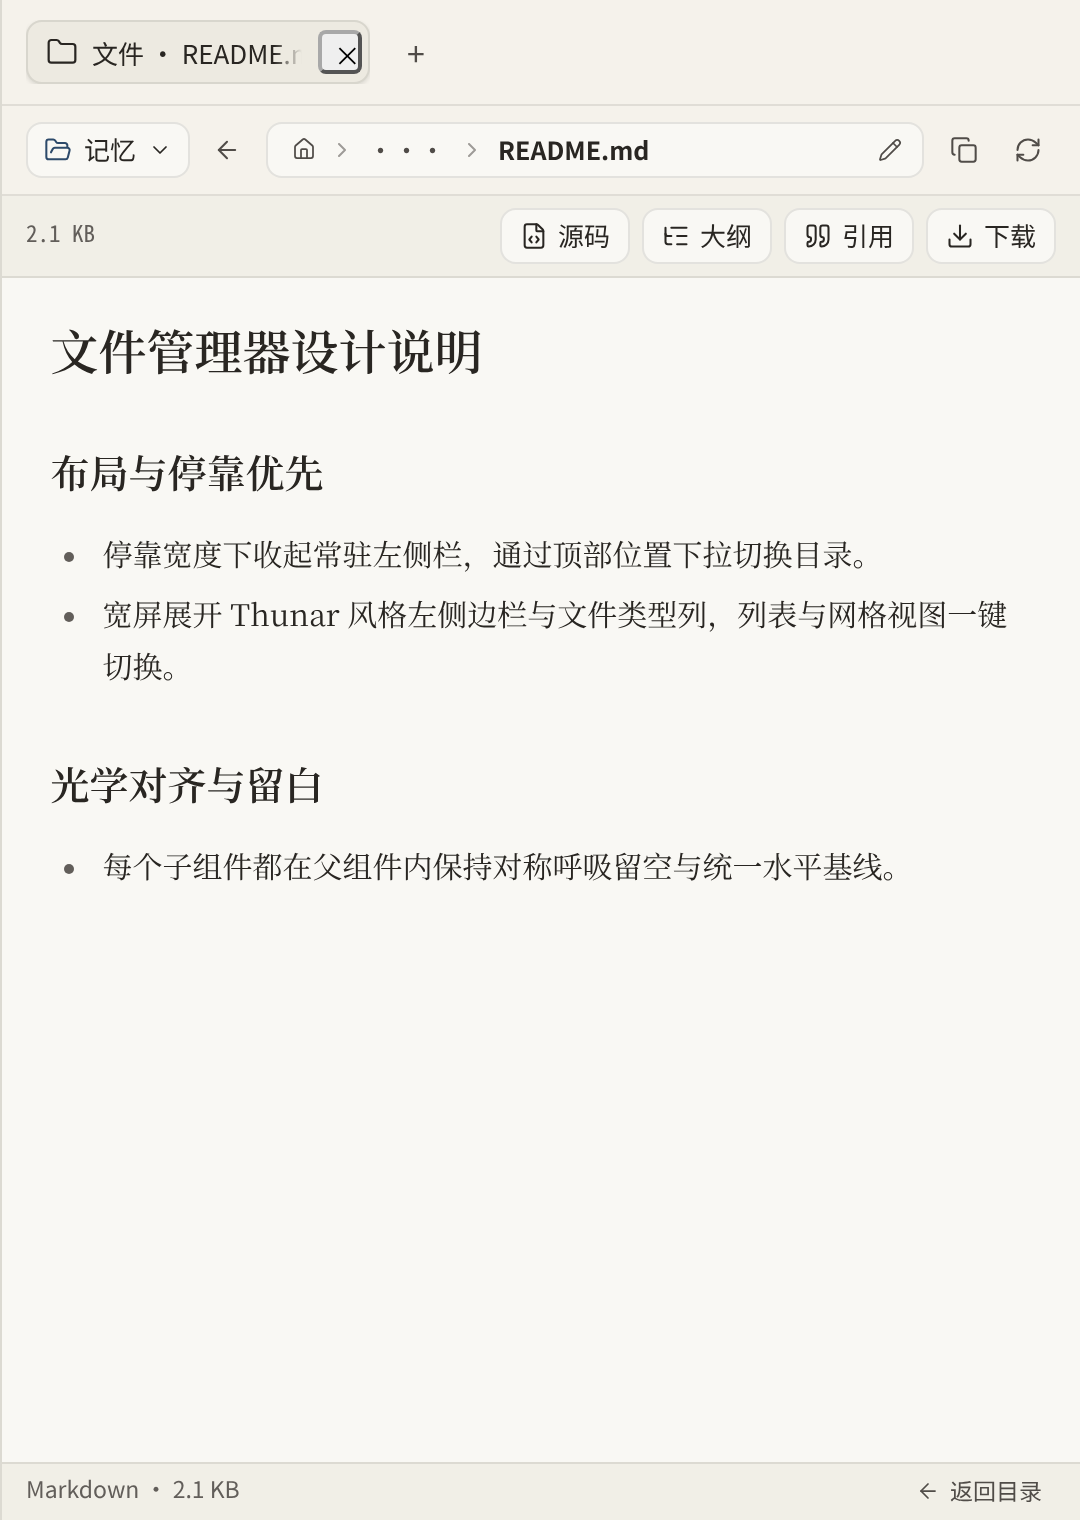 文件 • README.r
+
记忆
• • • README.md
2.1 KB
源码
大纲
引用
下载
文件管理器设计说明
布局与停靠优先
• 停靠宽度下收起常驻左侧栏，通过顶部位置下拉切换目录。
• 宽屏展开 Thunar 风格左侧边栏与文件类型列，列表与网格视图一键
切换。
光学对齐与留白
• 每个子组件都在父组件内保持对称呼吸留空与统一水平基线。
Markdown • 2.1 KB
← 返回目录